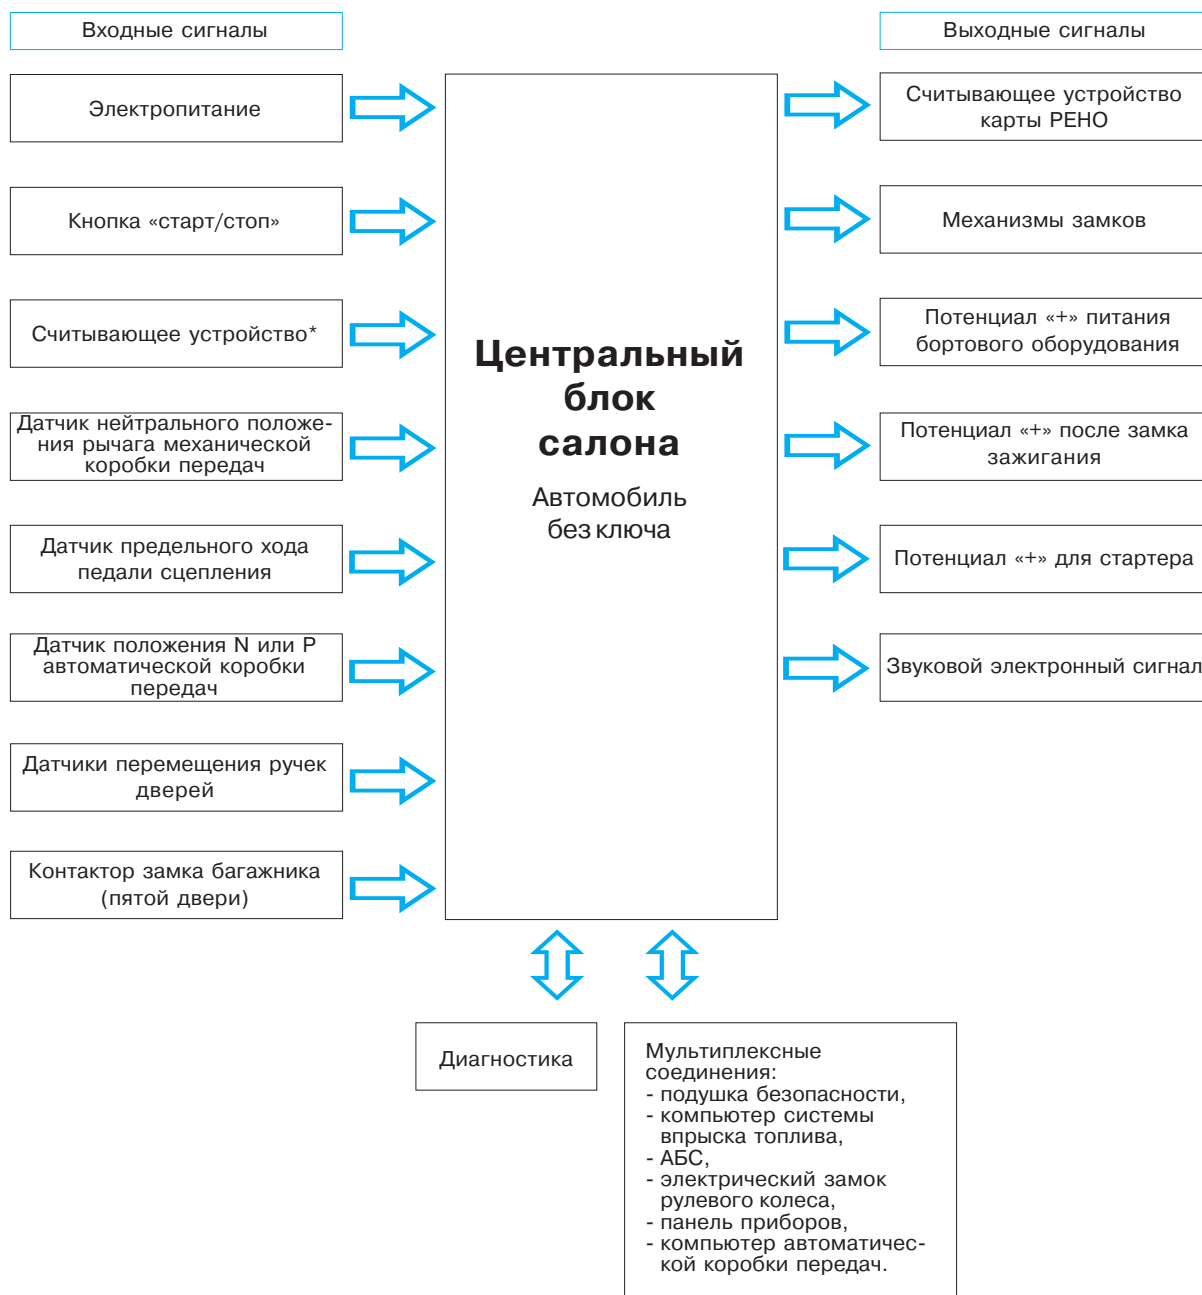 Входные сигналы
Выходные сигналы
Электропитание
Кнопка «старт/стоп»
Считывающее устройство*
Датчик нейтрального положе-
ния рычага механической
коробки передач
Датчик предельного хода
педали сцепления
Датчик положения N или P
автоматической коробки
передач
Датчики перемещения ручек
дверей
Контактор замка багажника
(пятой двери)
Центральный
блок
салона
Автомобиль
без ключа
Считывающее устройство
карты РЕНО
Механизмы замков
Потенциал «+» питания
бортового оборудования
Потенциал «+» после замка
зажигания
Потенциал «+» для стартера
Звуковой электронный сигнал
Диагностика
Мультиплексные
соединения:
- подушка безопасности,
- компьютер системы
впрыска топлива,
- АБС,
- электрический замок
рулевого колеса,
- панель приборов,
- компьютер автоматичес-
кой коробки передач.